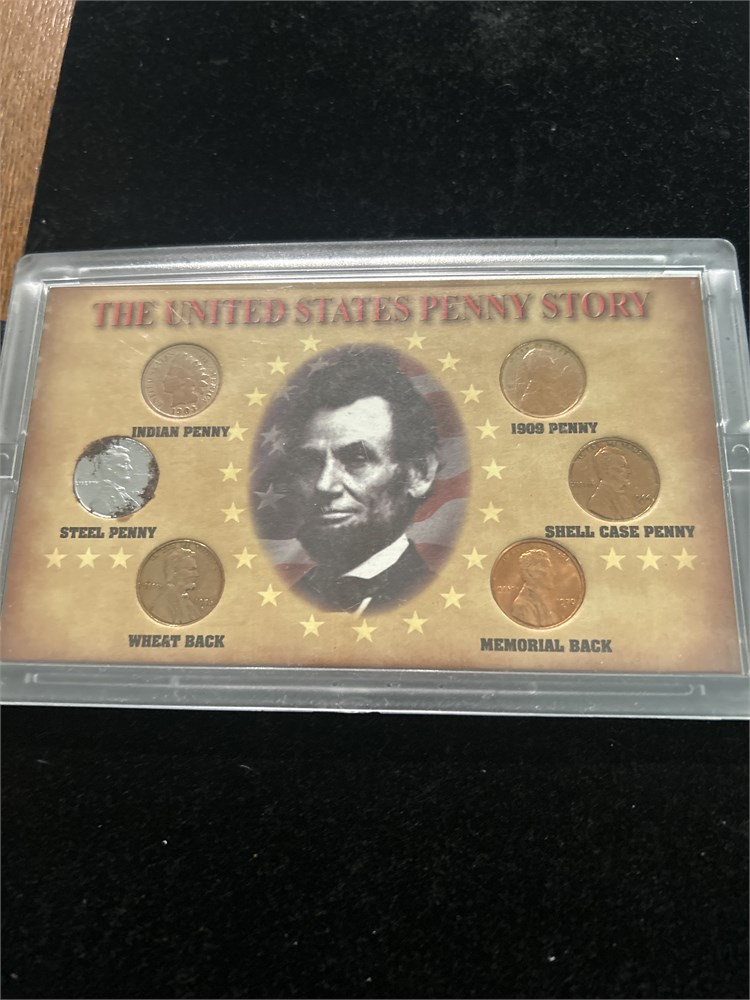 THE UNITED STATES PENNY STORY
INDIAN PENNY
1909 PENNY
STEEL PENNY
SHELL CASE PENNY
WHEAT BACK
MEMORIAL BACK